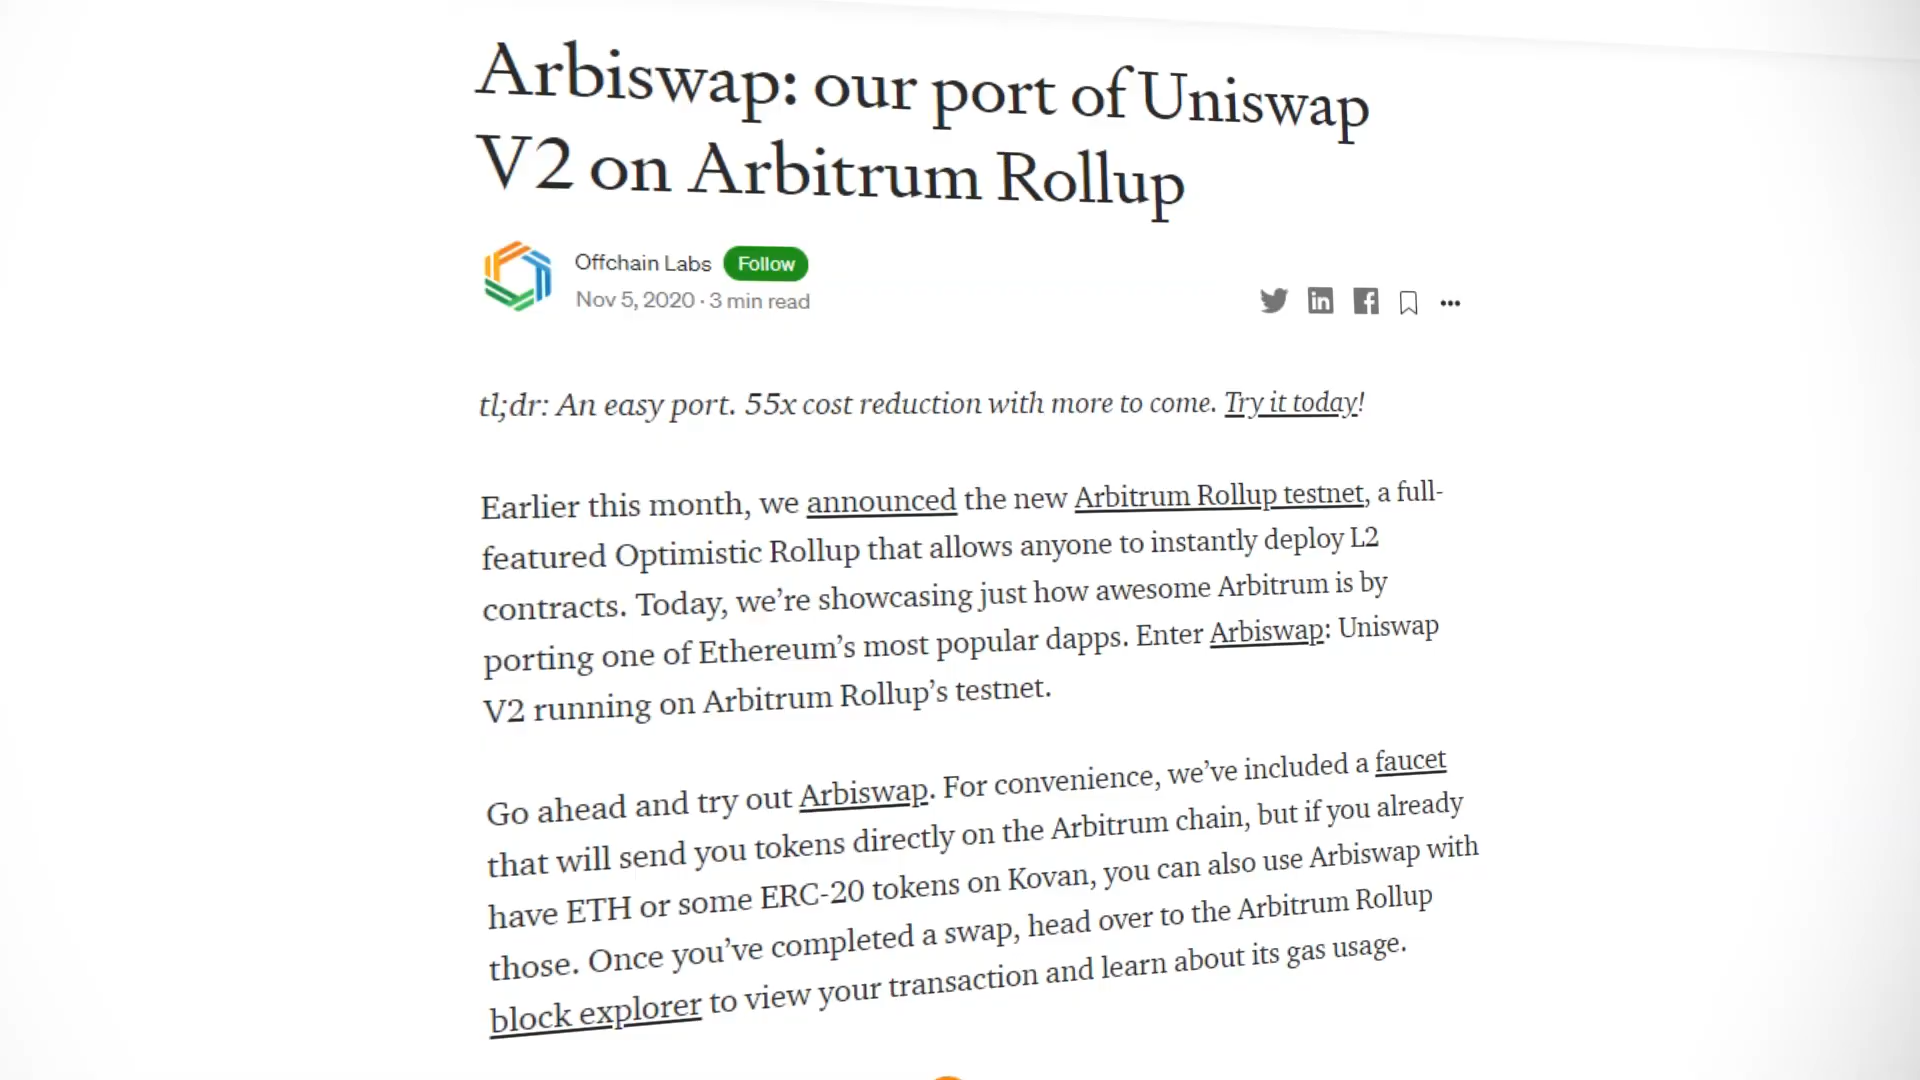 Arbiswap: our port of Uniswap
V2 on Arbitrum Rollup
Offchain Labs Follow
Nov 5, 2020 · 3 min read
tl;dr: An easy port. 55x cost reduction with more to come. Try it today!
Earlier this month, we announced the new Arbitrum Rollup testnet, a full-
featured Optimistic Rollup that allows anyone to instantly deploy L2
contracts. Today, we’re showcasing just how awesome Arbitrum is by
porting one of Ethereum’s most popular dapps. Enter Arbiswap: Uniswap
V2 running on Arbitrum Rollup’s testnet.
Go ahead and try out Arbiswap. For convenience, we’ve included a faucet
that will send you tokens directly on the Arbitrum chain, but if you already
have ETH or some ERC-20 tokens on Kovan, you can also use Arbiswap with
those. Once you’ve completed a swap, head over to the Arbitrum Rollup
block explorer to view your transaction and learn about its gas usage.